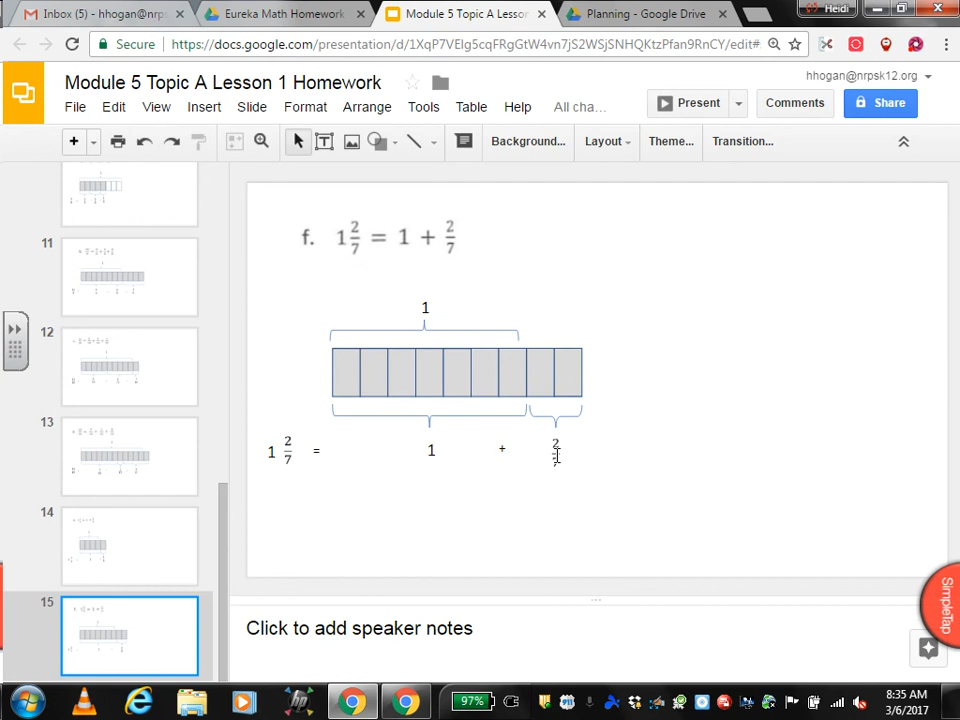 Inbox (5) - hhogan@nrps
Eureka Math Homework
Module 5 Topic A Lesson
Planning - Google Drive
Heidi
Secure
https://docs.google.com/presentation/d/1XqP7VEIg5cqFRgGtW4vn7jS2WSjSNHQKtzPfan9RnCY/edit#
Module 5 Topic A Lesson 1 Homework
hhogan@nrpsk12.org
File Edit View Insert Slide Format Arrange Tools Table Help All cha...
Present
Comments
Share
Background... Layout Theme... Transition...
11
12
13
14
15
f. 1 2/7 = 1 + 2/7
1
1 2/7 = 1 + 2/7
Click to add speaker notes
SimpleTap
97%
8:35 AM
3/6/2017